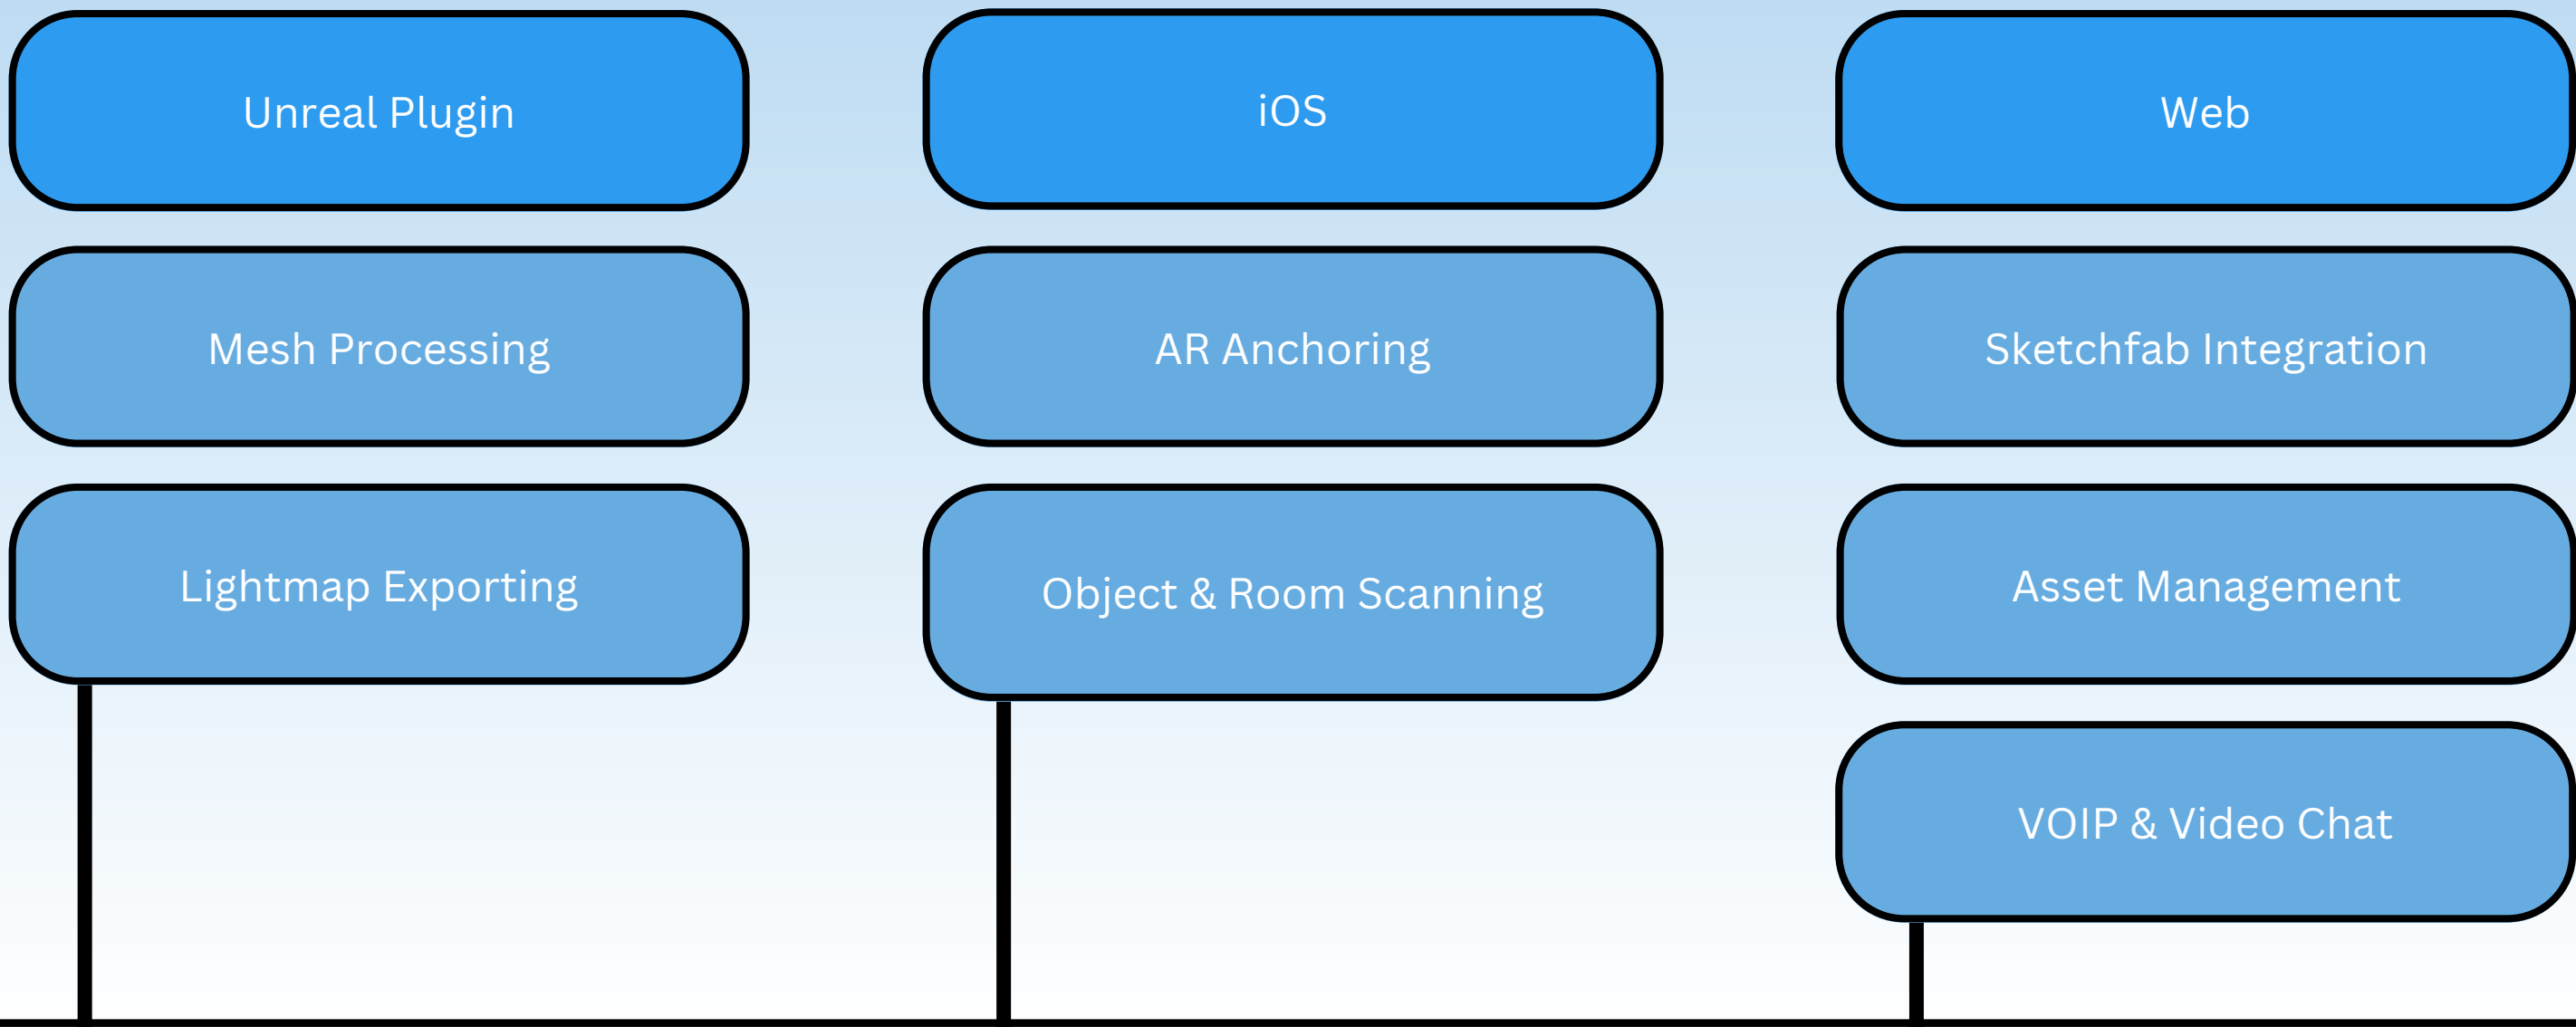 Unreal Plugin
Mesh Processing
Lightmap Exporting
iOS
AR Anchoring
Object & Room Scanning
Web
Sketchfab Integration
Asset Management
VOIP & Video Chat